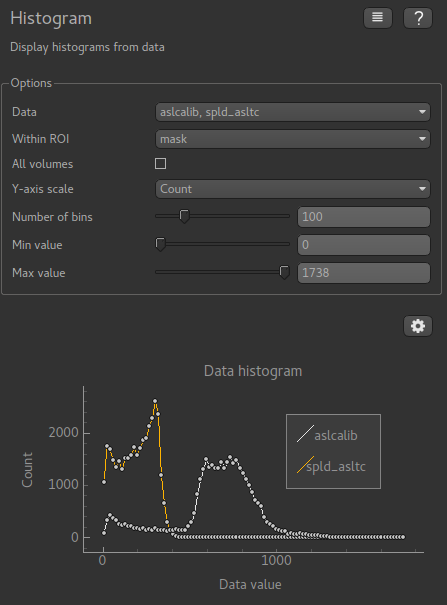 Histogram
?
Display histograms from data
Options
Data aslcalib, spld_asltc
Within ROI mask
All volumes
Y-axis scale Count
Number of bins 100
Min value 0
Max value 1738
Data histogram
aslcalib
spld_asltc
Count
2000
1000
0
0 1000
Data value